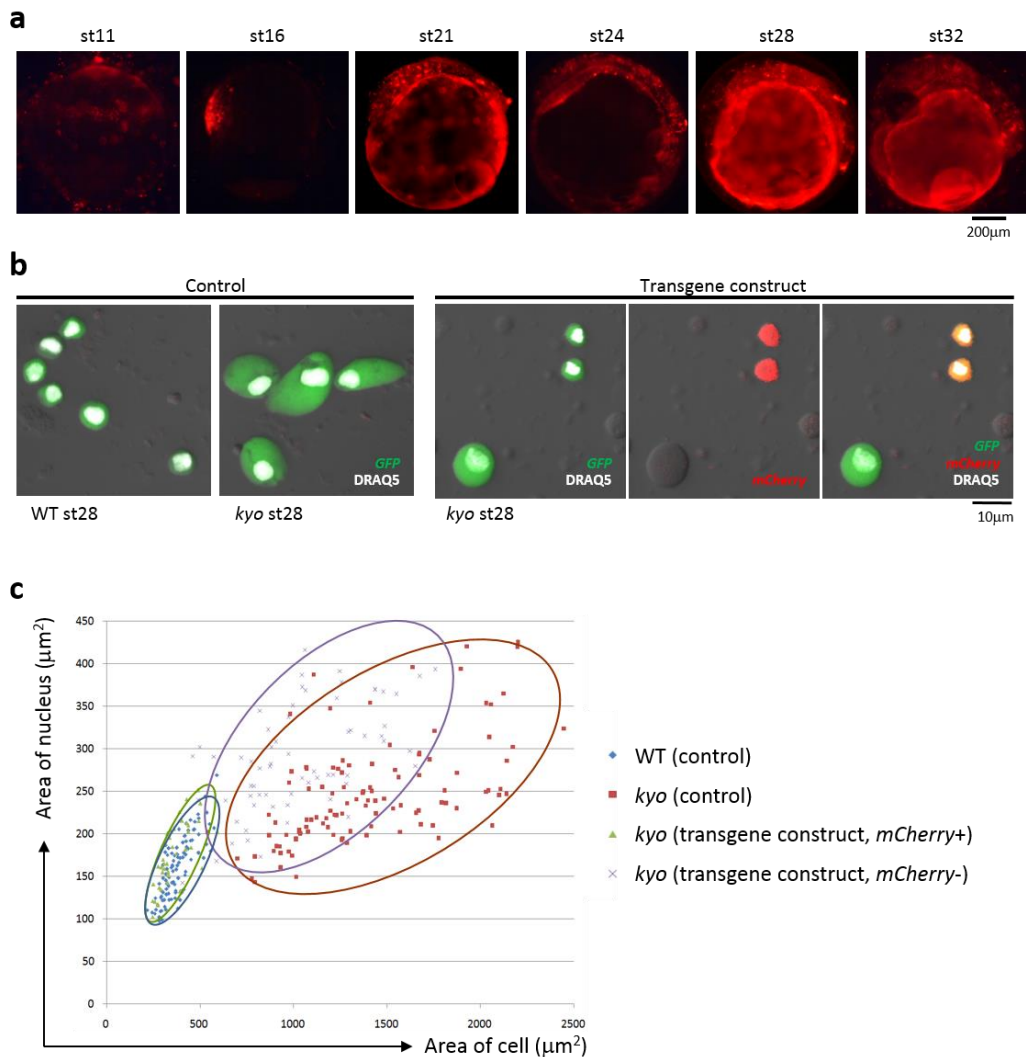 a
st11 st16 st21 st24 st28 st32
200μm
b
Control Transgene construct
GFP
DRAQ5
GFP
DRAQ5
GFP
DRAQ5
mCherry
GFP
mCherry
DRAQ5
WT st28
kyo st28
kyo st28
10μm
c
Area of nucleus (μm²)
450
400
350
300
250
200
150
100
50
0
0 500 1000 1500 2000 2500
Area of cell (μm²)
WT (control)
kyo (control)
kyo (transgene construct, mCherry+)
kyo (transgene construct, mCherry-)